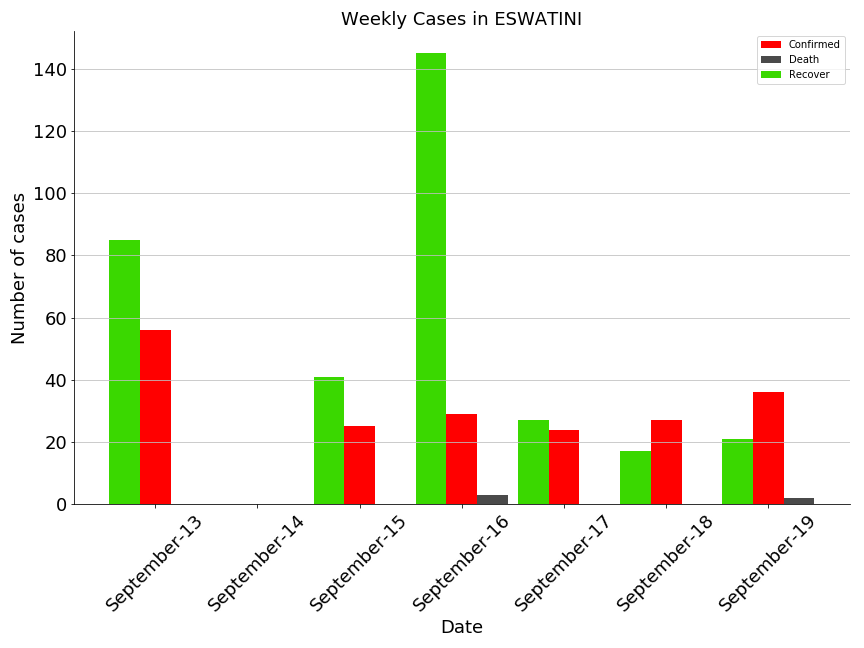 Weekly Cases in ESWATINI
Confirmed
Death
Recover
Number of cases
140
120
100
80
60
40
20
0
September-13
September-14
September-15
September-16
September-17
September-18
September-19
Date